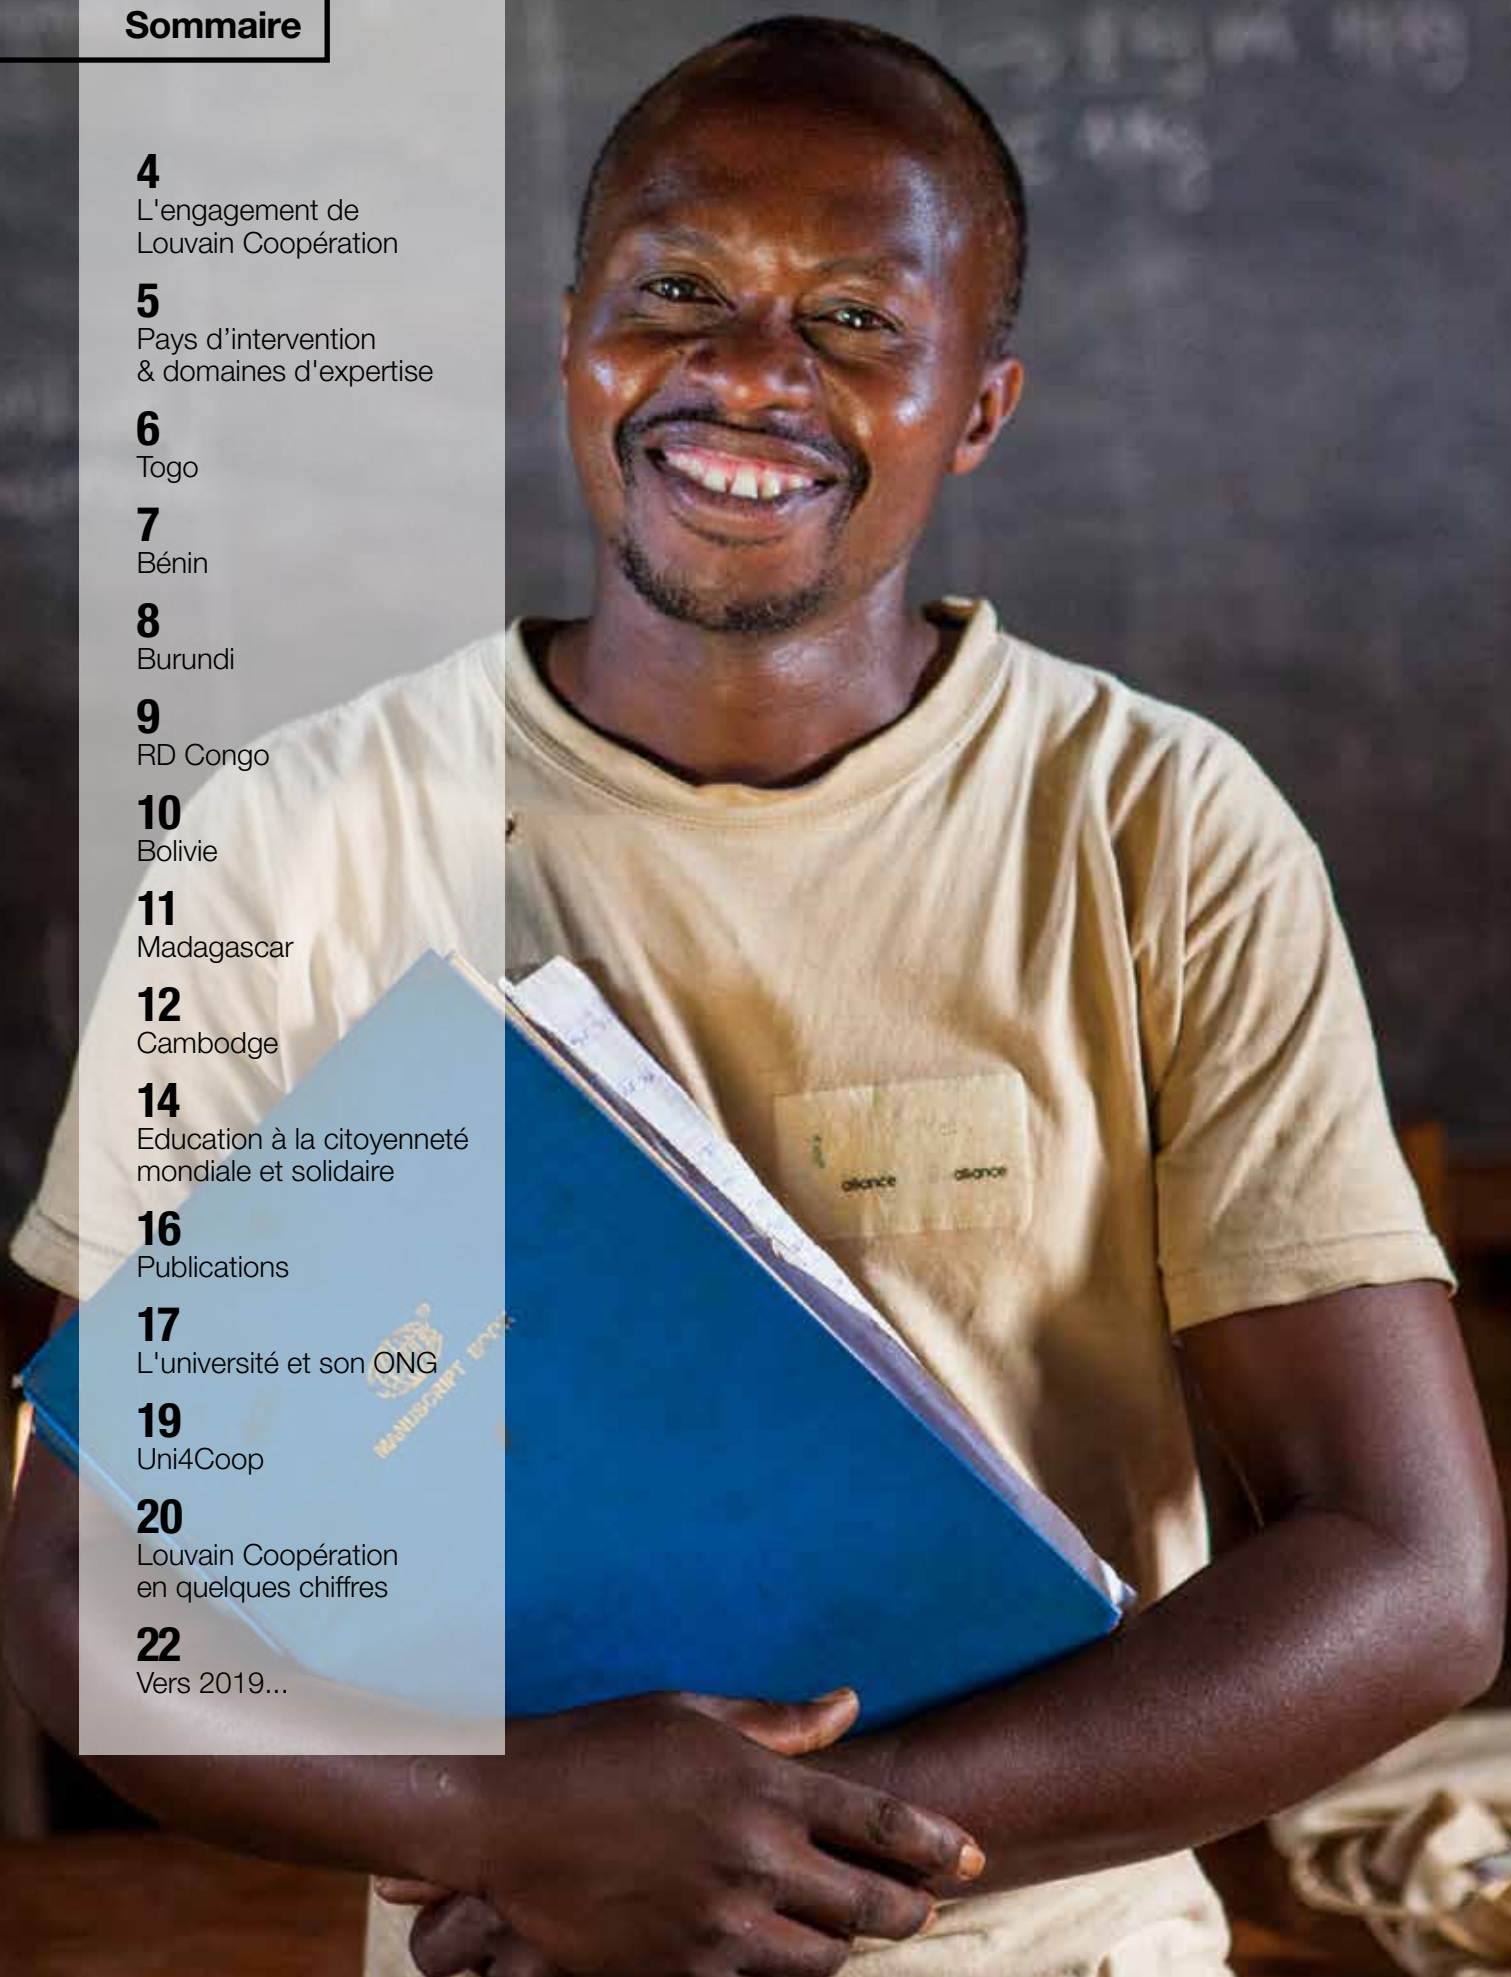 Sommaire
4
L'engagement de
Louvain Coopération
5
Pays d’intervention
& domaines d'expertise
6
Togo
7
Bénin
8
Burundi
9
RD Congo
10
Bolivie
11
Madagascar
12
Cambodge
14
Education à la citoyenneté
mondiale et solidaire
16
Publications
17
L'université et son ONG
19
Uni4Coop
20
Louvain Coopération
en quelques chiffres
22
Vers 2019...
alliance alliance
MANUSCRIPT BOOK